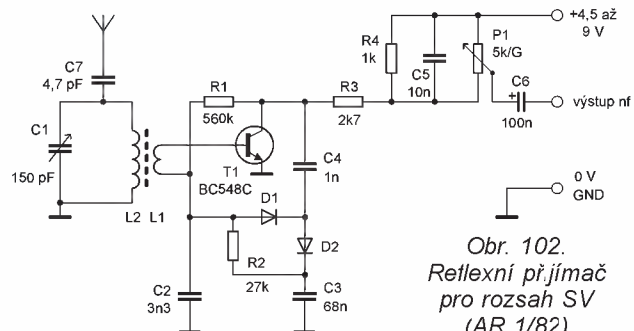 +4,5 až
9 V
R4
1k
C5
10n
P1
5k/G
C6
+
100n
výstup nf
C7
4,7 pF
R1
560k
R3
2k7
C1
150 pF
T1
BC548C
C4
1n
L2 L1
D1
D2
R2
27k
C2
3n3
C3
68n
0 V
GND
Obr. 102.
Reflexní př.jímač
pro rozsah SV
(AR 1/82)